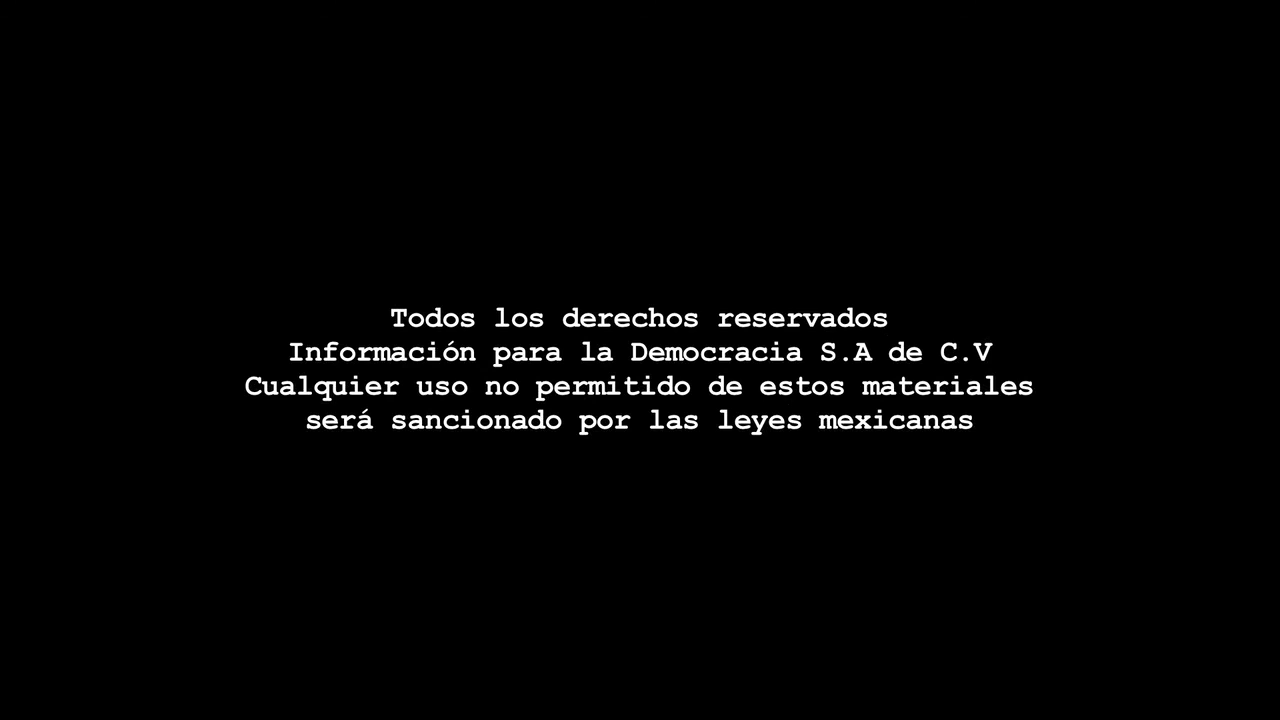 Todos los derechos reservados
Información para la Democracia S.A de C.V
Cualquier uso no permitido de estos materiales
será sancionado por las leyes mexicanas